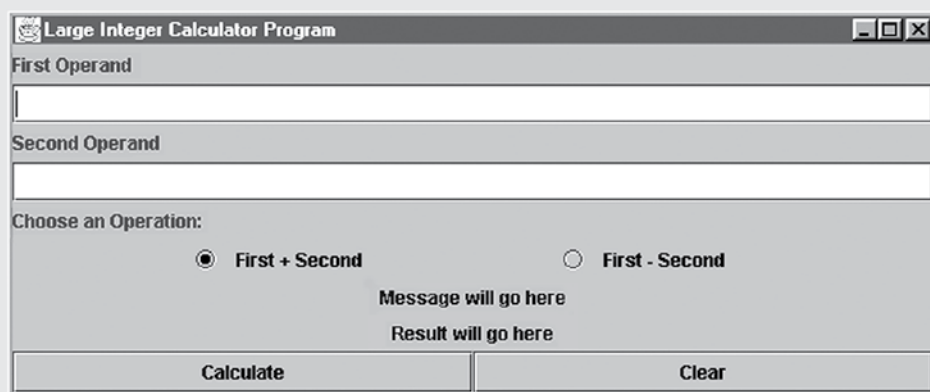 Large Integer Calculator Program
First Operand
Second Operand
Choose an Operation:
First + Second First - Second
Message will go here
Result will go here
Calculate Clear